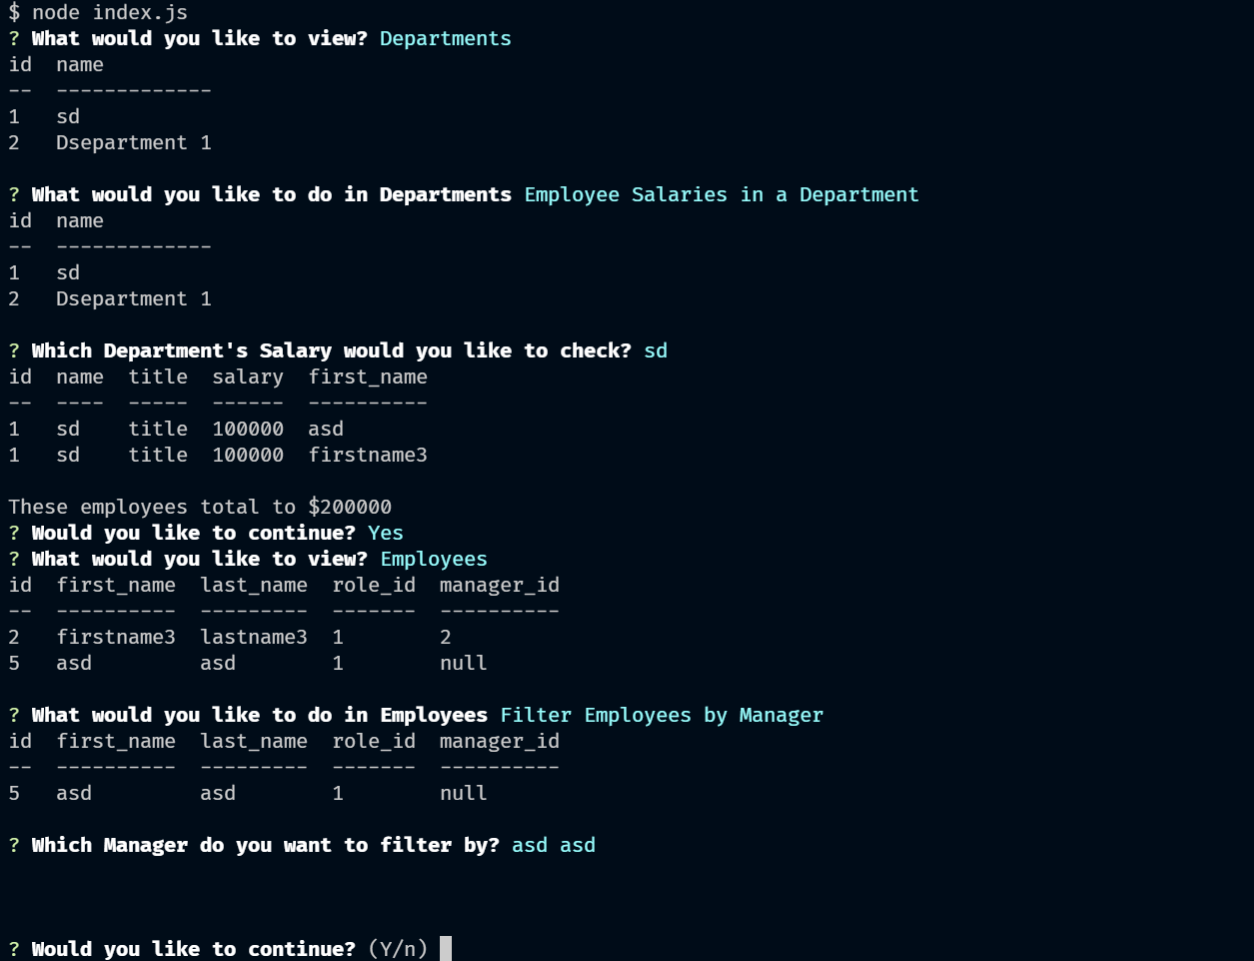 $ node index.js
? What would you like to view? Departments
id  name
--  -------------
1   sd
2   Dsepartment 1
? What would you like to do in Departments Employee Salaries in a Department
id  name
--  -------------
1   sd
2   Dsepartment 1
? Which Department's Salary would you like to check? sd
id  name  title  salary  first_name
--  ----  -----  ------  ----------
1   sd    title  100000  asd
1   sd    title  100000  firstname3
These employees total to $200000
? Would you like to continue? Yes
? What would you like to view? Employees
id  first_name  last_name  role_id  manager_id
--  ----------  ---------  -------  ----------
2   firstname3  lastname3  1        2
5   asd         asd        1        null
? What would you like to do in Employees Filter Employees by Manager
id  first_name  last_name  role_id  manager_id
--  ----------  ---------  -------  ----------
5   asd         asd        1        null
? Which Manager do you want to filter by? asd asd
? Would you like to continue? (Y/n)